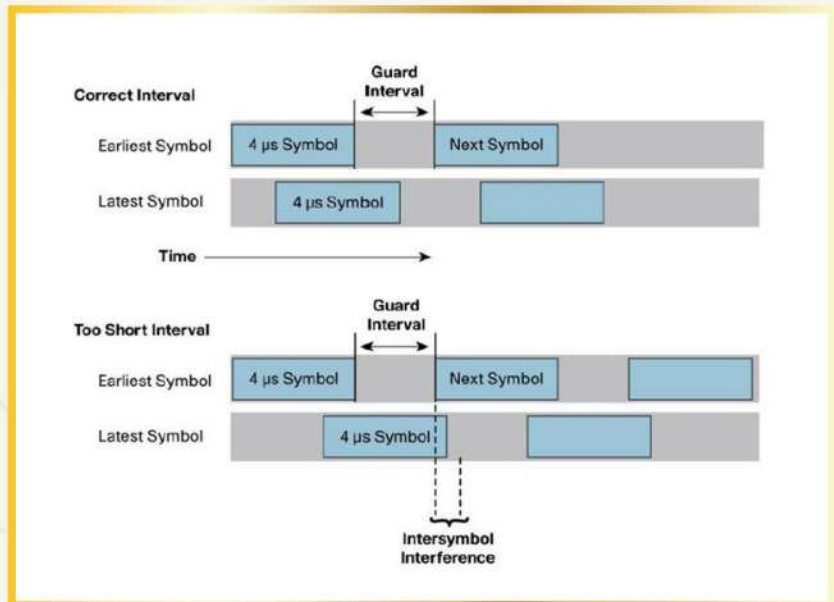 Guard
Interval
Correct Interval
Earliest Symbol 4 µs Symbol Next Symbol
Latest Symbol 4 µs Symbol
Time
Guard
Interval
Too Short Interval
Earliest Symbol 4 µs Symbol Next Symbol
Latest Symbol 4 µs Symbol
Intersymbol
Interference